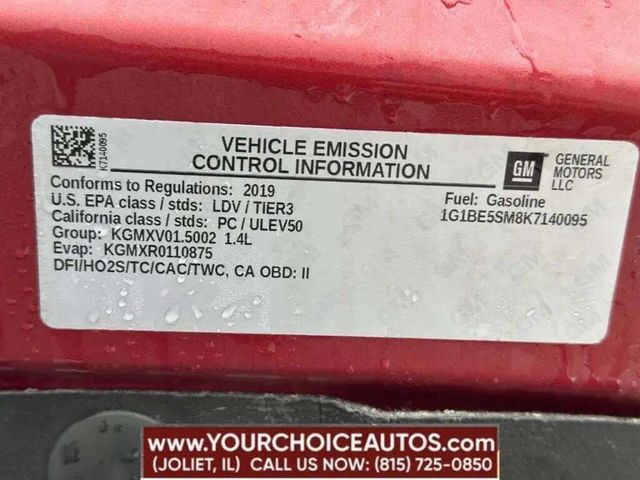 K7140095
VEHICLE EMISSION
CONTROL INFORMATION
GM
GENERAL
MOTORS
LLC
Conforms to Regulations: 2019
U.S. EPA class / stds: LDV / TIER3
California class / stds: PC / ULEV50
Group: KGMXV01.5002 1.4L
Evap: KGMXR0110875
DFI/HO2S/TC/CAC/TWC, CA OBD: II
Fuel: Gasoline
1G1BE5SM8K7140095
WWW.YOURCHOICEAUTOS.COM
(JOLIET, IL) CALL US NOW: (815) 725-0850